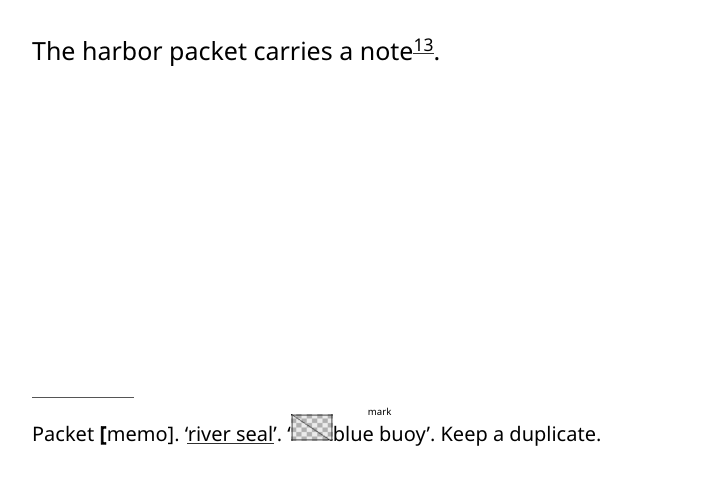 The harbor packet carries a note13.
mark
Packet [memo]. ‘river seal’. ‘blue buoy’. Keep a duplicate.